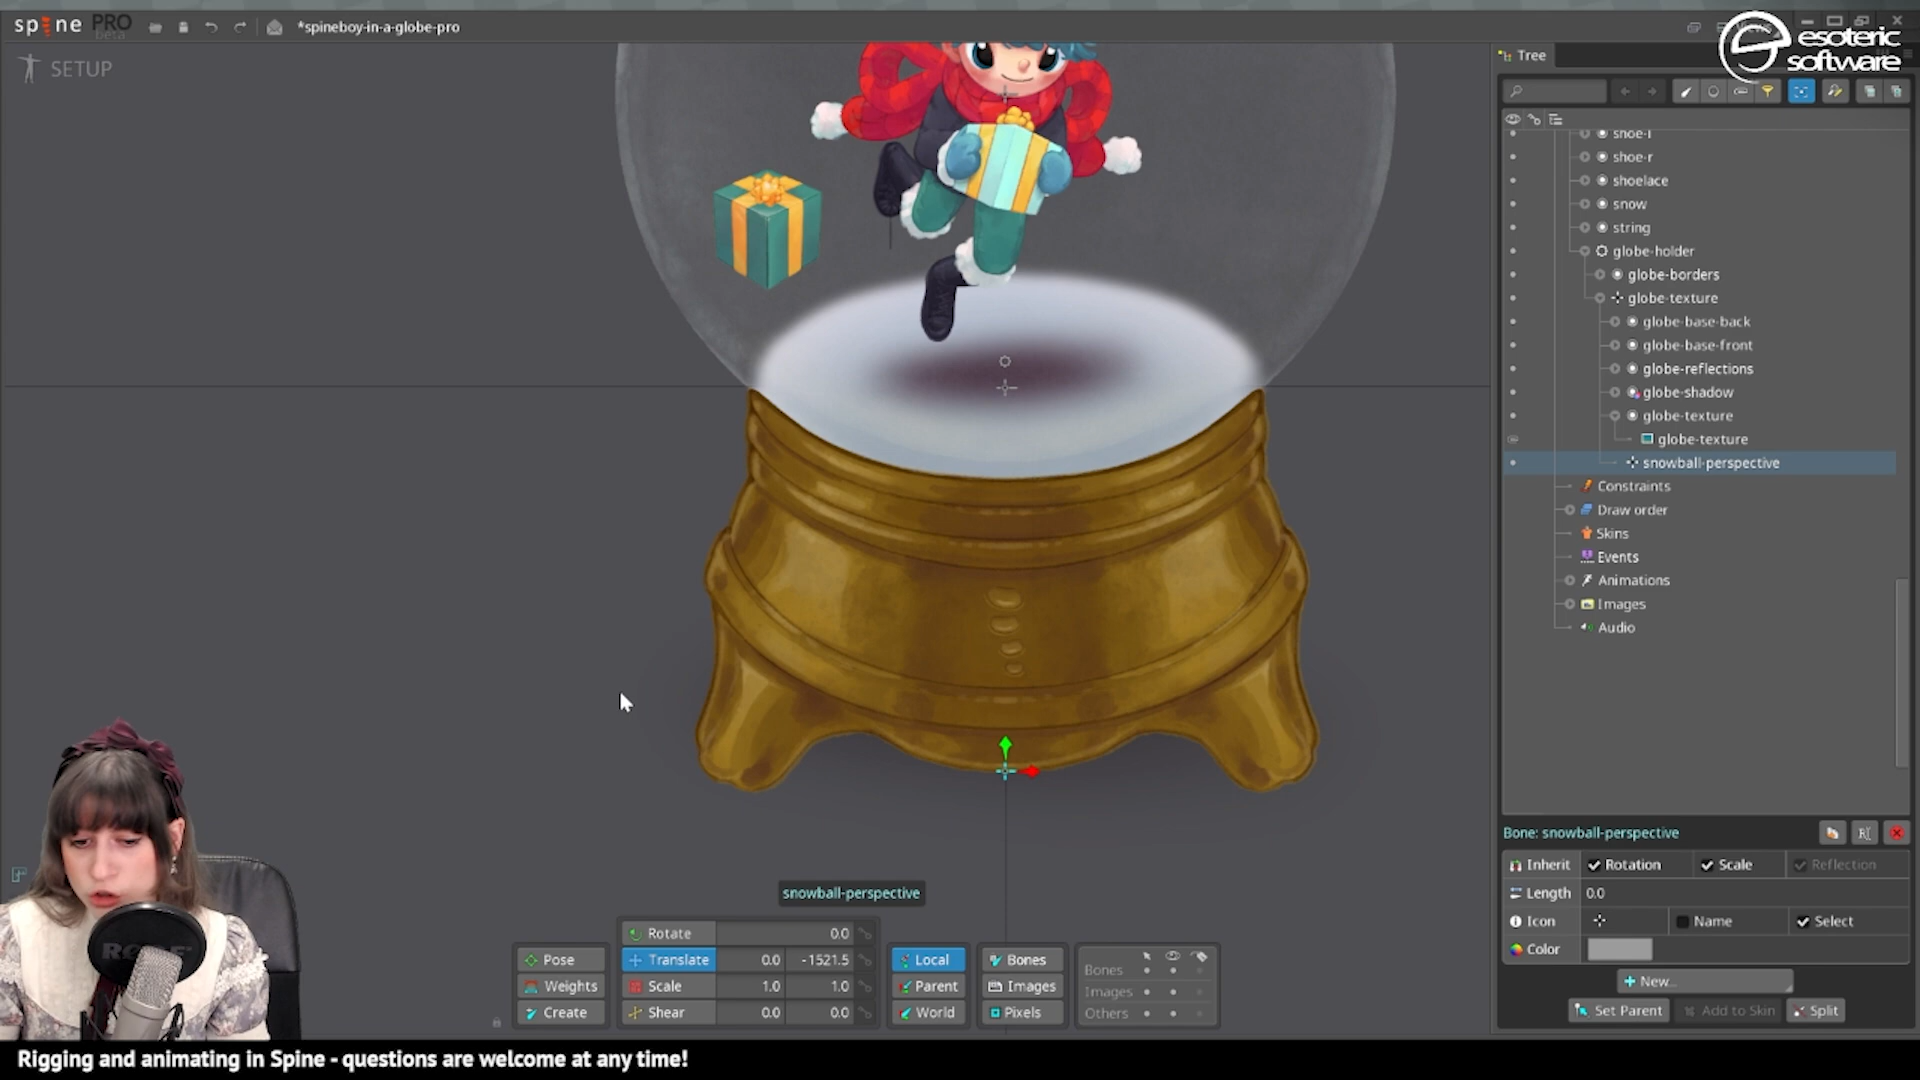 spine PRO
beta
*spineboy-in-a-globe-pro
Views
esoteric
software
SETUP
Tree
shoe-l
shoe-r
shoelace
snow
string
globe-holder
globe-borders
globe-texture
globe-base-back
globe-base-front
globe-reflections
globe-shadow
globe-texture
globe-texture
snowball-perspective
Constraints
Draw order
Skins
Events
Animations
Images
Audio
Bone: snowball-perspective
Inherit Rotation Scale Reflection
Length 0.0
Icon Name Select
Color
New...
Set Parent Add to Skin Split
snowball-perspective
Pose
Weights
Create
Rotate 0.0
Translate 0.0 -1521.5
Scale 1.0 1.0
Shear 0.0 0.0
Local
Parent
World
Bones
Images
Pixels
Bones
Images
Others
RODE
Rigging and animating in Spine - questions are welcome at any time!